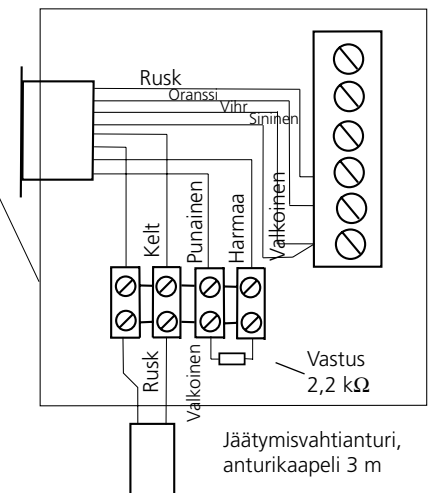 Rusk
Oranssi
Vihr
Sininen
Kelt
Punainen
Harmaa
Valkoinen
Rusk
Valkoinen
Vastus
2,2 kΩ
Jäätymisvahtianturi,
anturikaapeli 3 m